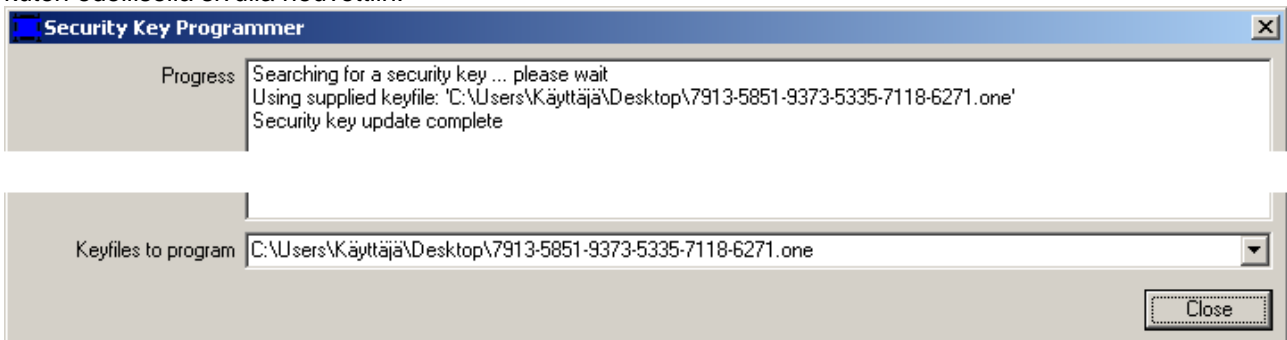 Security Key Programmer
Progress
Searching for a security key ... please wait
Using supplied keyfile: 'C:\Users\Käyttäjä\Desktop\7913-5851-9373-5335-7118-6271.one'
Security key update complete
Keyfiles to program
C:\Users\Käyttäjä\Desktop\7913-5851-9373-5335-7118-6271.one
Close